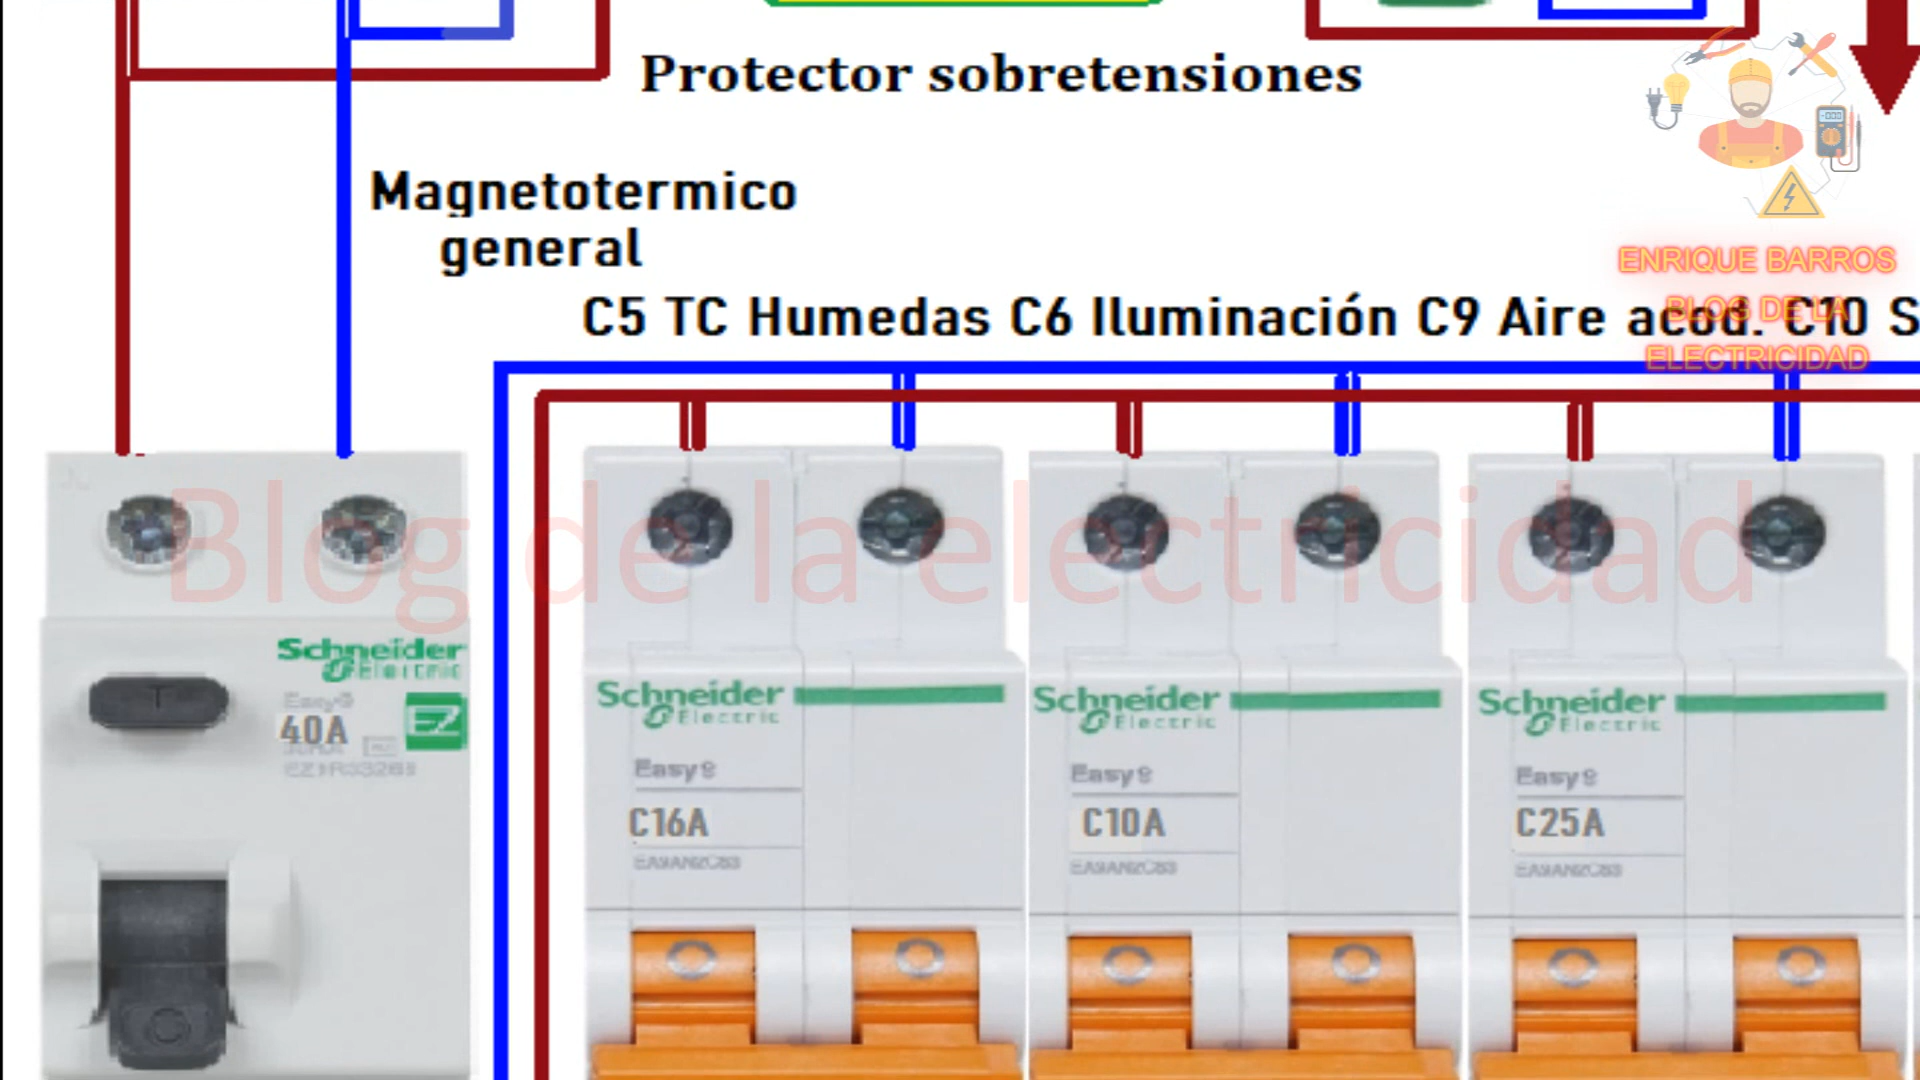 Protector sobretensiones
Magnetotermico
general
ENRIQUE BARROS
BLOG DE LA
ELECTRICIDAD
C5 TC Humedas C6 Iluminación C9 Aire acod. C10 S
Blog de la electricidad
Schneider
Electric
Easy9
40A
EZ
Schneider
Electric
Easy9
C16A
Schneider
Electric
Easy9
C10A
Schneider
Electric
Easy9
C25A